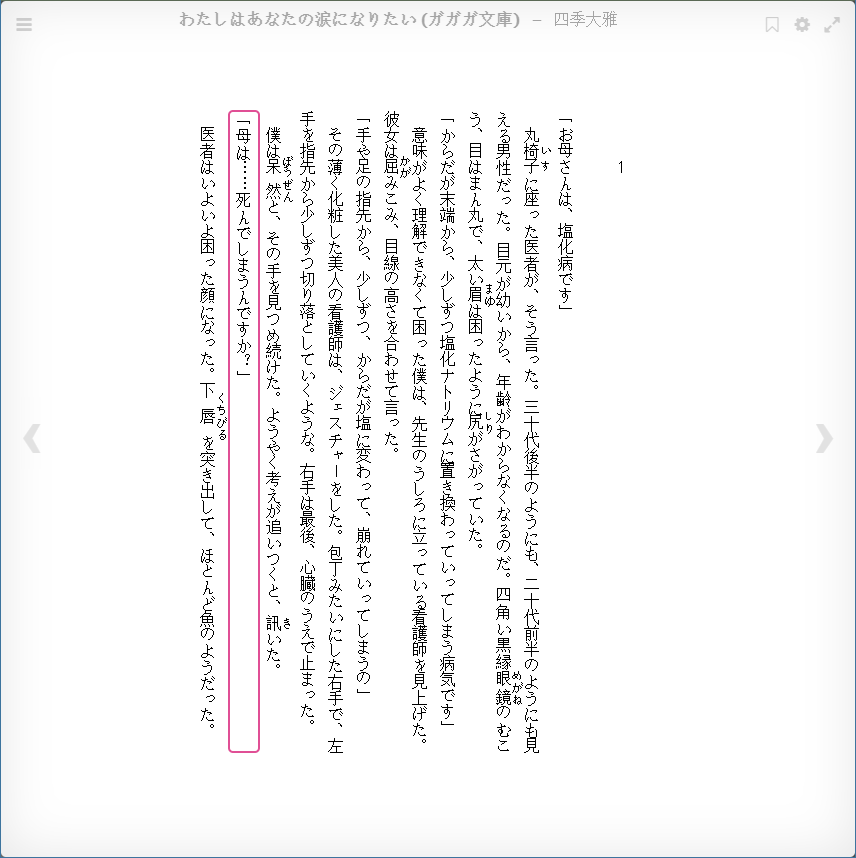 わたしはあなたの涙になりたい (ガガガ文庫) – 四季大雅
1
「お母さんは、塩化病です」
丸椅子に座った医者が、そう言った。三十代後半のようにも、二十代前半のようにも見
える男性だった。目元が幼いから、年齢がわからなくなるのだ。四角い黒縁眼鏡のむこ
う、目はまん丸で、太い眉は困ったように尻がさがっていた。
「からだが末端から、少しずつ塩化ナトリウムに置き換わっていってしまう病気です」
意味がよく理解できなくて困った僕は、先生のうしろに立っている看護師を見上げた。
彼女は屈みこみ、目線の高さを合わせて言った。
「手や足の指先から、少しずつ、からだが塩に変わって、崩れていってしまうの」
その薄く化粧した美人の看護師は、ジェスチャーをした。包丁みたいにした右手で、左
手を指先から少しずつ切り落としていくような。右手は最後、心臓のうえで止まった。
僕は呆然と、その手を見つめ続けた。ようやく考えが追いつくと、訊いた。
「母は……死んでしまうんですか？」
医者はいよいよ困った顔になった。下唇を突き出して、ほとんど魚のようだった。